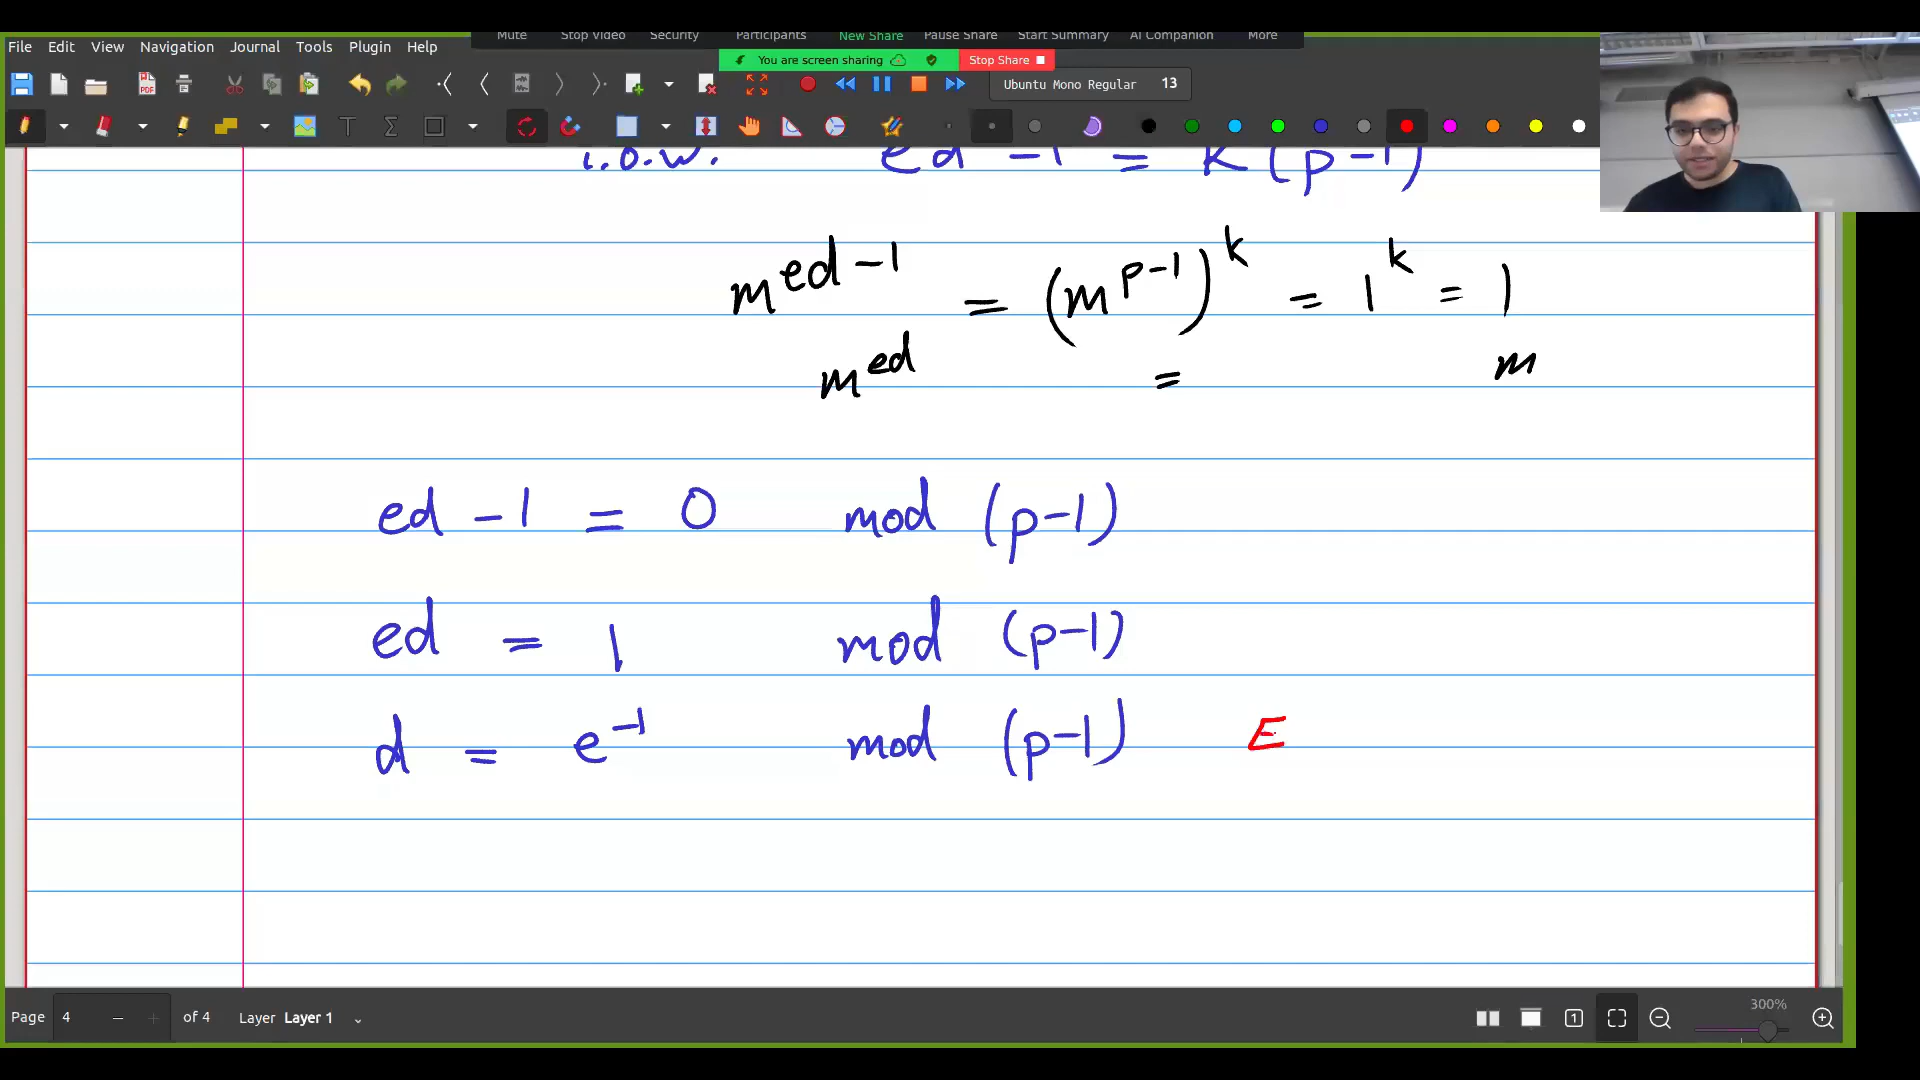 Mute Stop Video Security Participants New Share Pause Share Start Summary AI Companion More
File Edit View Navigation Journal Tools Plugin Help
You are screen sharing Stop Share
Ubuntu Mono Regular 13
i.o.w. ed - 1 = k(p-1)
m^{ed-1} = (m^{p-1})^k = 1^k = 1
m^{ed} = m
ed - 1 = 0 mod (p-1)
ed = 1 mod (p-1)
d = e^{-1} mod (p-1) E
Page 4 of 4 Layer Layer 1 300%